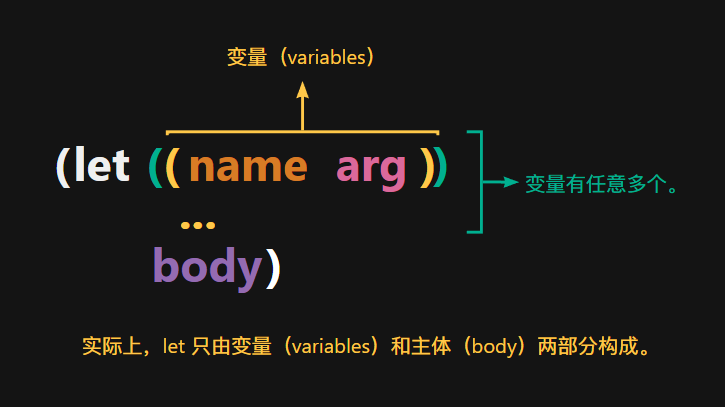 变量（variables）
(let ((name arg))
变量有任意多个。
...
body)
实际上，let 只由变量（variables）和主体（body）两部分构成。